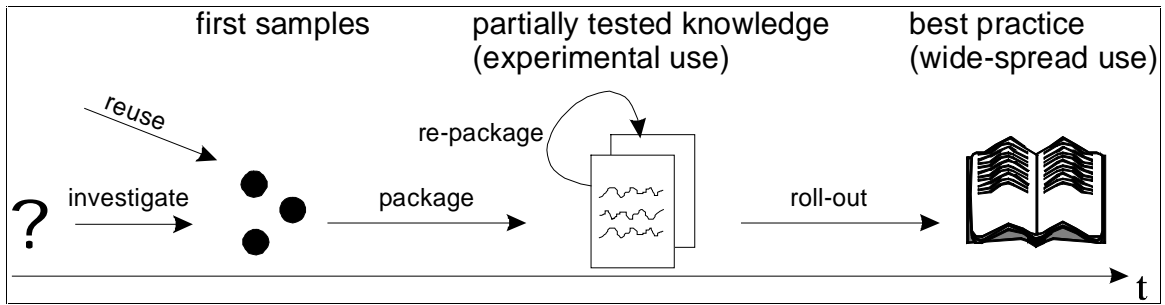 first samples
partially tested knowledge
(experimental use)
best practice
(wide-spread use)
reuse
re-package
?
investigate
package
roll-out
t